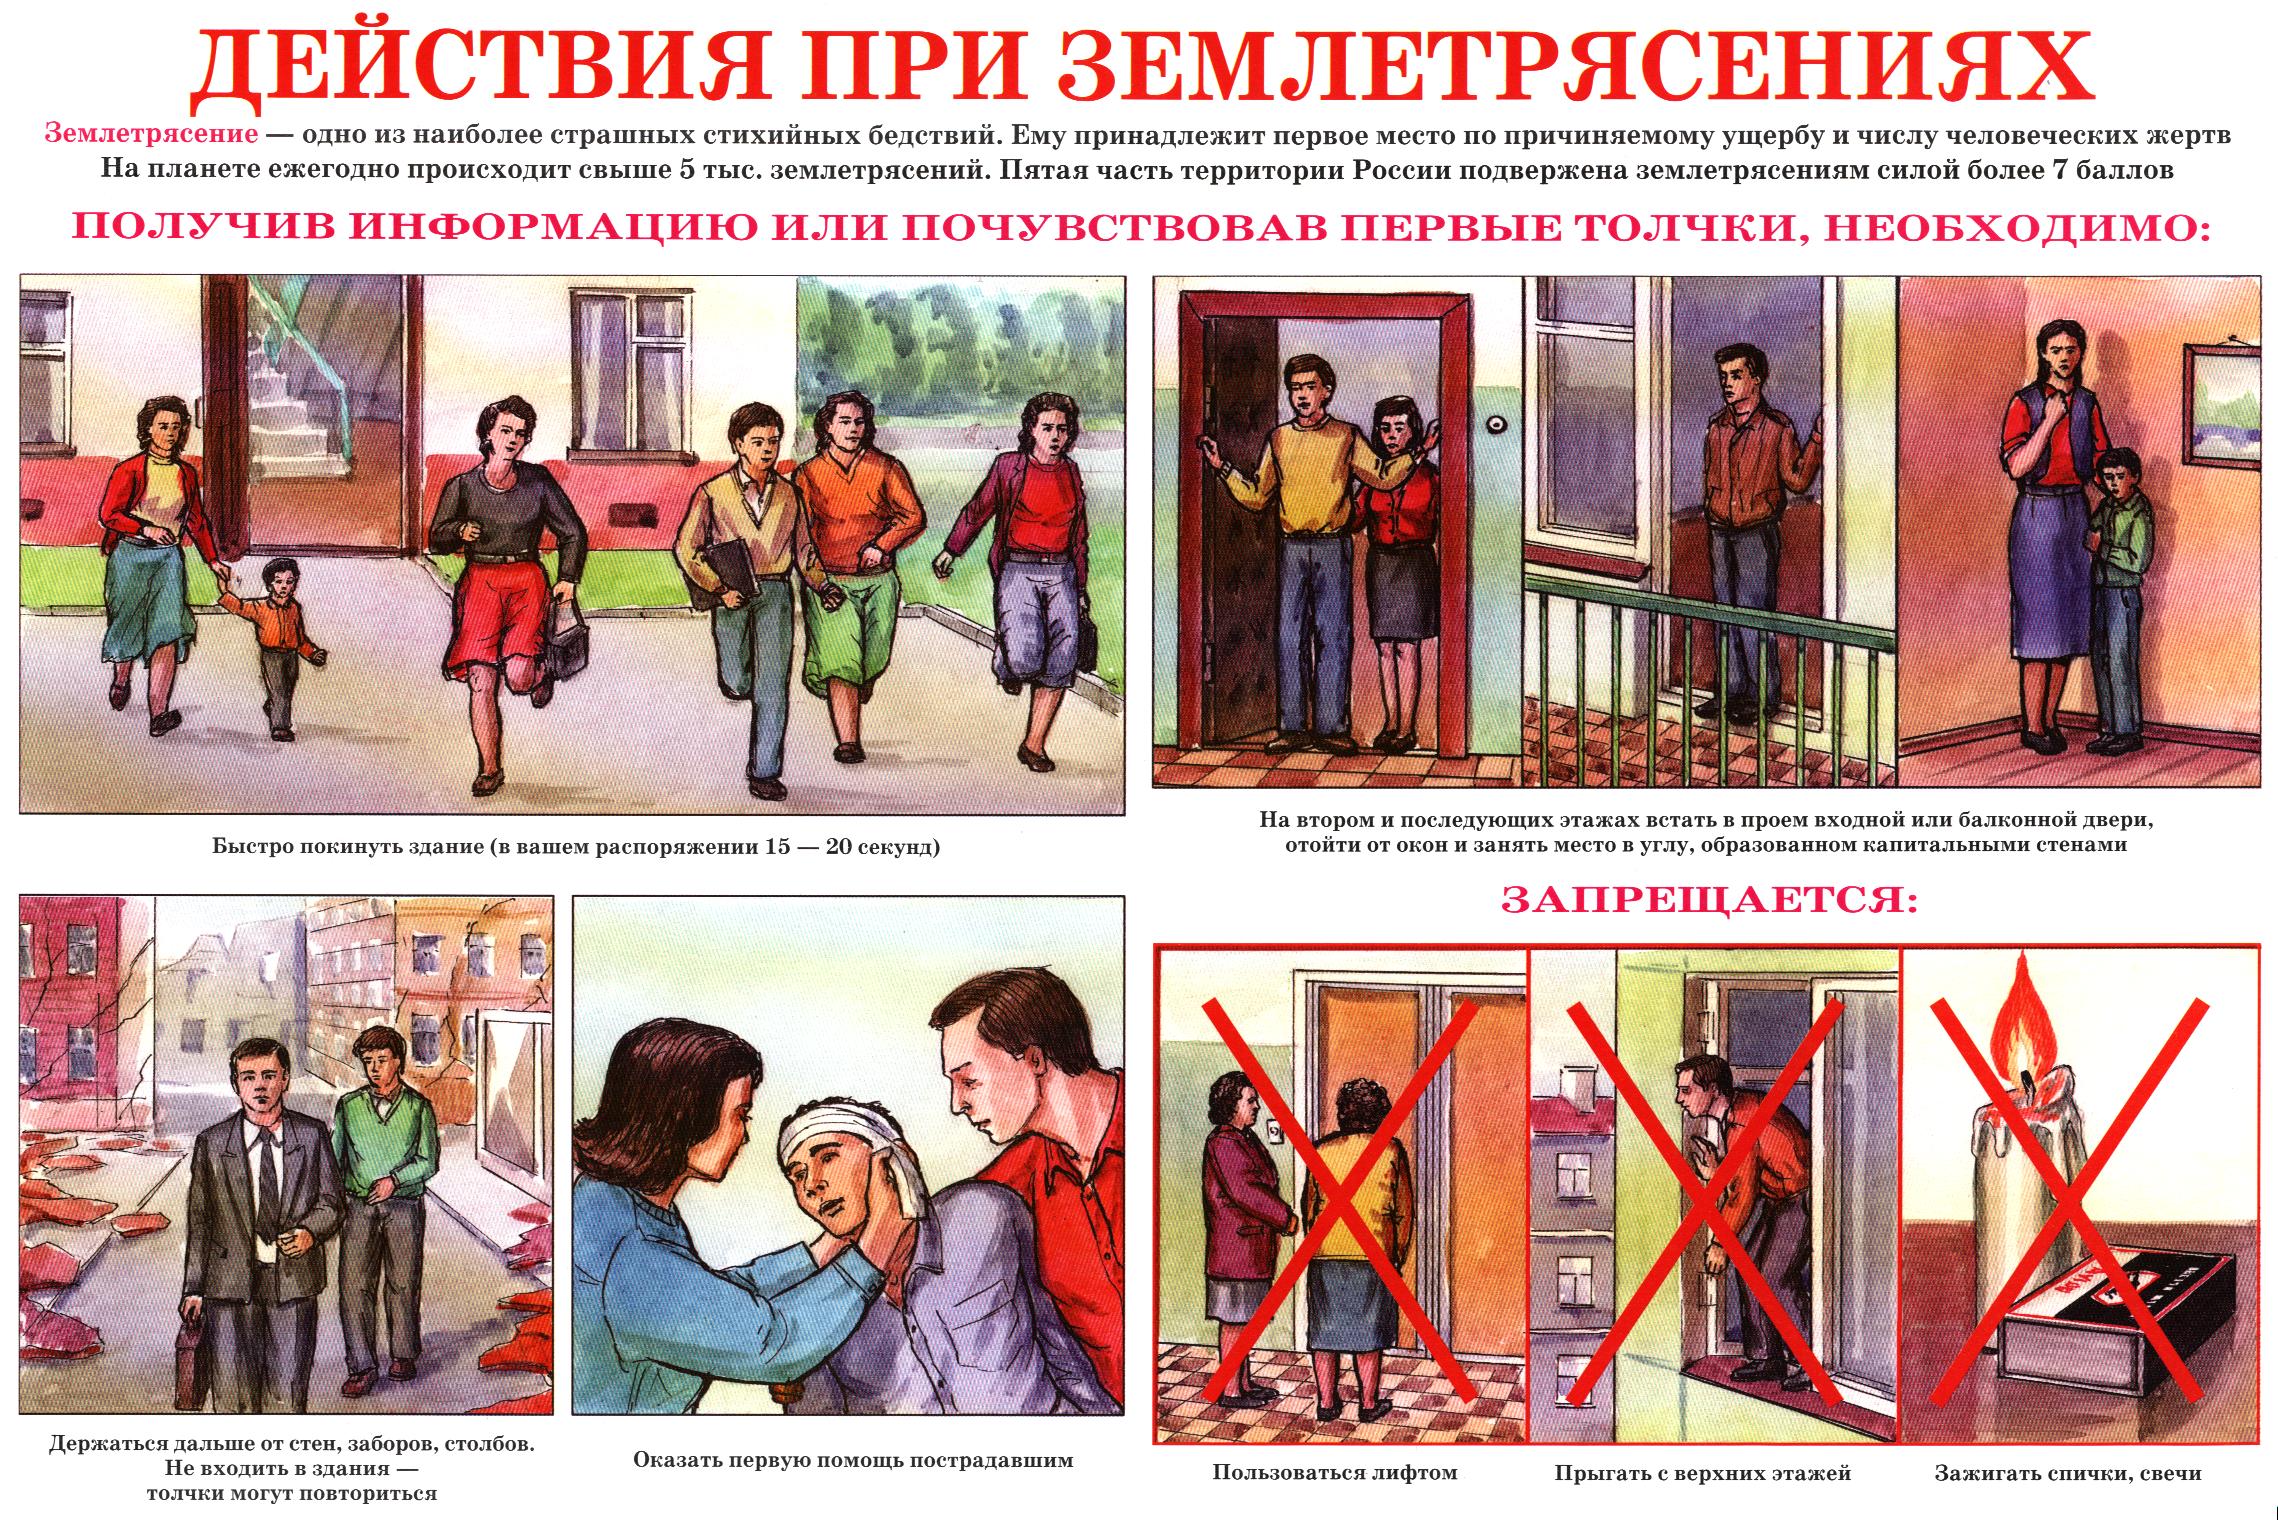 ДЕЙСТВИЯ ПРИ ЗЕМЛЕТРЯСЕНИЯХ
Землетрясение — одно из наиболее страшных стихийных бедствий. Ему принадлежит первое место по причиняемому ущербу и числу человеческих жертв
На планете ежегодно происходит свыше 5 тыс. землетрясений. Пятая часть территории России подвержена землетрясениям силой более 7 баллов
ПОЛУЧИВ ИНФОРМАЦИЮ ИЛИ ПОЧУВСТВОВАВ ПЕРВЫЕ ТОЛЧКИ, НЕОБХОДИМО:
Быстро покинуть здание (в вашем распоряжении 15 — 20 секунд)
На втором и последующих этажах встать в проем входной или балконной двери,
отойти от окон и занять место в углу, образованном капитальными стенами
Держаться дальше от стен, заборов, столбов.
Не входить в здания —
толчки могут повториться
Оказать первую помощь пострадавшим
ЗАПРЕЩАЕТСЯ:
Пользоваться лифтом
Прыгать с верхних этажей
Зажигать спички, свечи